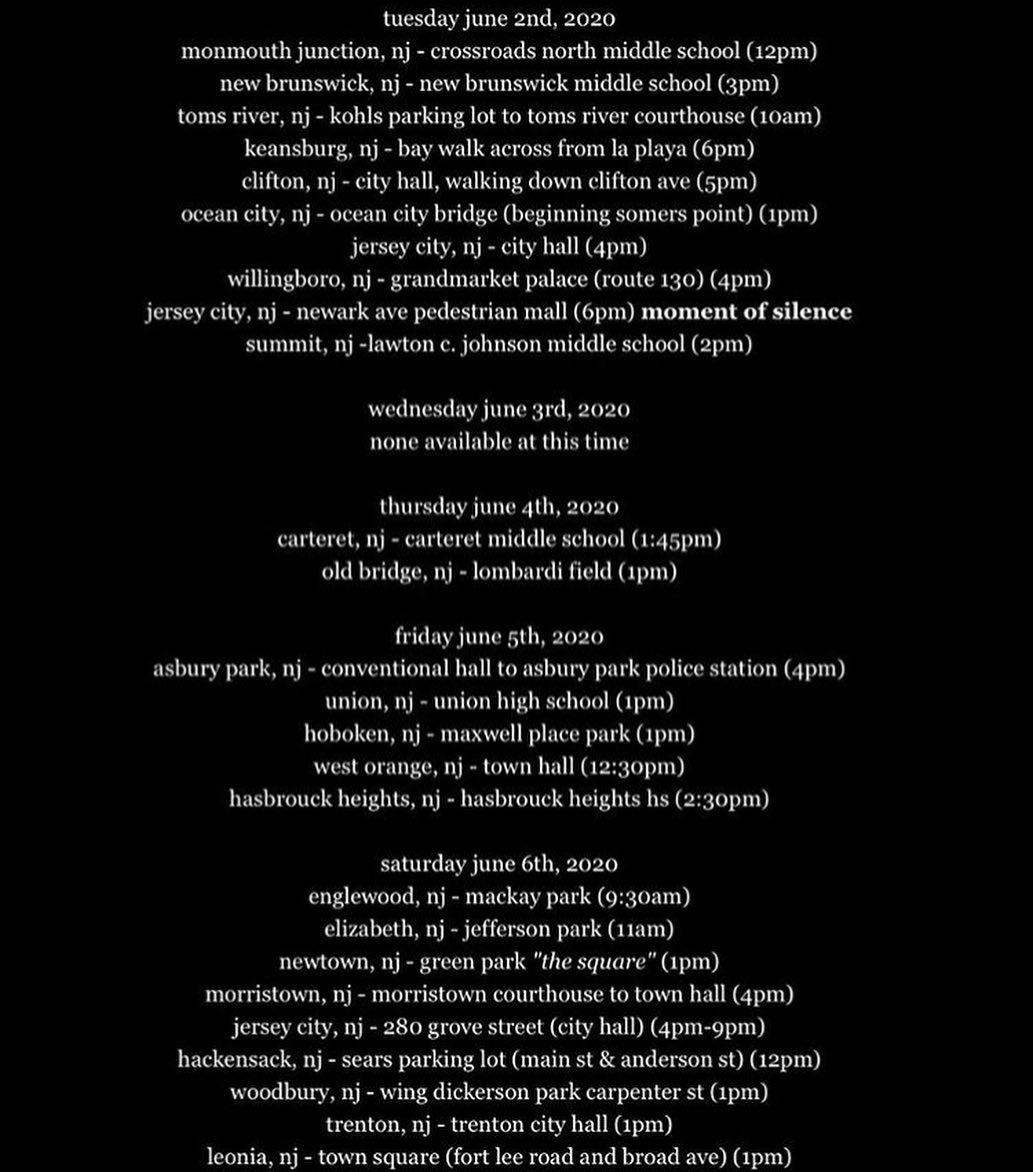 tuesday june 2nd, 2020
monmouth junction, nj - crossroads north middle school (12pm)
new brunswick, nj - new brunswick middle school (3pm)
toms river, nj - kohls parking lot to toms river courthouse (10am)
keansburg, nj - bay walk across from la playa (6pm)
clifton, nj - city hall, walking down clifton ave (5pm)
ocean city, nj - ocean city bridge (beginning somers point) (1pm)
jersey city, nj - city hall (4pm)
willingboro, nj - grandmarket palace (route 130) (4pm)
jersey city, nj - newark ave pedestrian mall (6pm) moment of silence
summit, nj -lawton c. johnson middle school (2pm)
wednesday june 3rd, 2020
none available at this time
thursday june 4th, 2020
carteret, nj - carteret middle school (1:45pm)
old bridge, nj - lombardi field (1pm)
friday june 5th, 2020
asbury park, nj - conventional hall to asbury park police station (4pm)
union, nj - union high school (1pm)
hoboken, nj - maxwell place park (1pm)
west orange, nj - town hall (12:30pm)
hasbrouck heights, nj - hasbrouck heights hs (2:30pm)
saturday june 6th, 2020
englewood, nj - mackay park (9:30am)
elizabeth, nj - jefferson park (11am)
newtown, nj - green park "the square" (1pm)
morristown, nj - morristown courthouse to town hall (4pm)
jersey city, nj - 280 grove street (city hall) (4pm-9pm)
hackensack, nj - sears parking lot (main st & anderson st) (12pm)
woodbury, nj - wing dickerson park carpenter st (1pm)
trenton, nj - trenton city hall (1pm)
leonia, nj - town square (fort lee road and broad ave) (1pm)